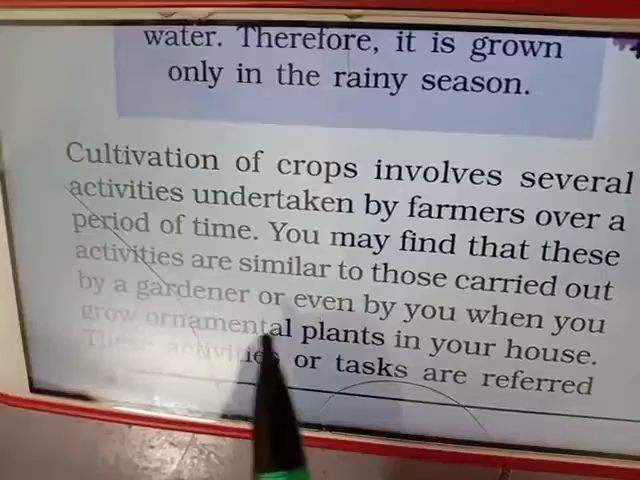 water. Therefore, it is grown
only in the rainy season.
Cultivation of crops involves several
activities undertaken by farmers over a
period of time. You may find that these
activities are similar to those carried out
by a gardener or even by you when you
grow ornamental plants in your house.
These activities or tasks are referred